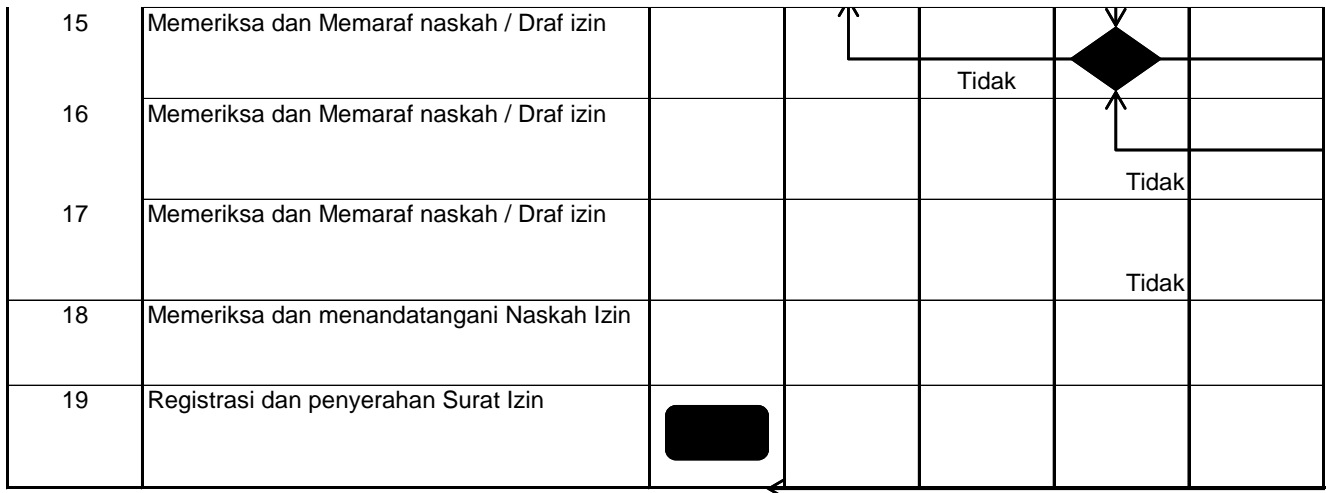 15 Memeriksa dan Memaraf naskah / Draf izin
Tidak
16 Memeriksa dan Memaraf naskah / Draf izin
Tidak
17 Memeriksa dan Memaraf naskah / Draf izin
Tidak
18 Memeriksa dan menandatangani Naskah Izin
19 Registrasi dan penyerahan Surat Izin